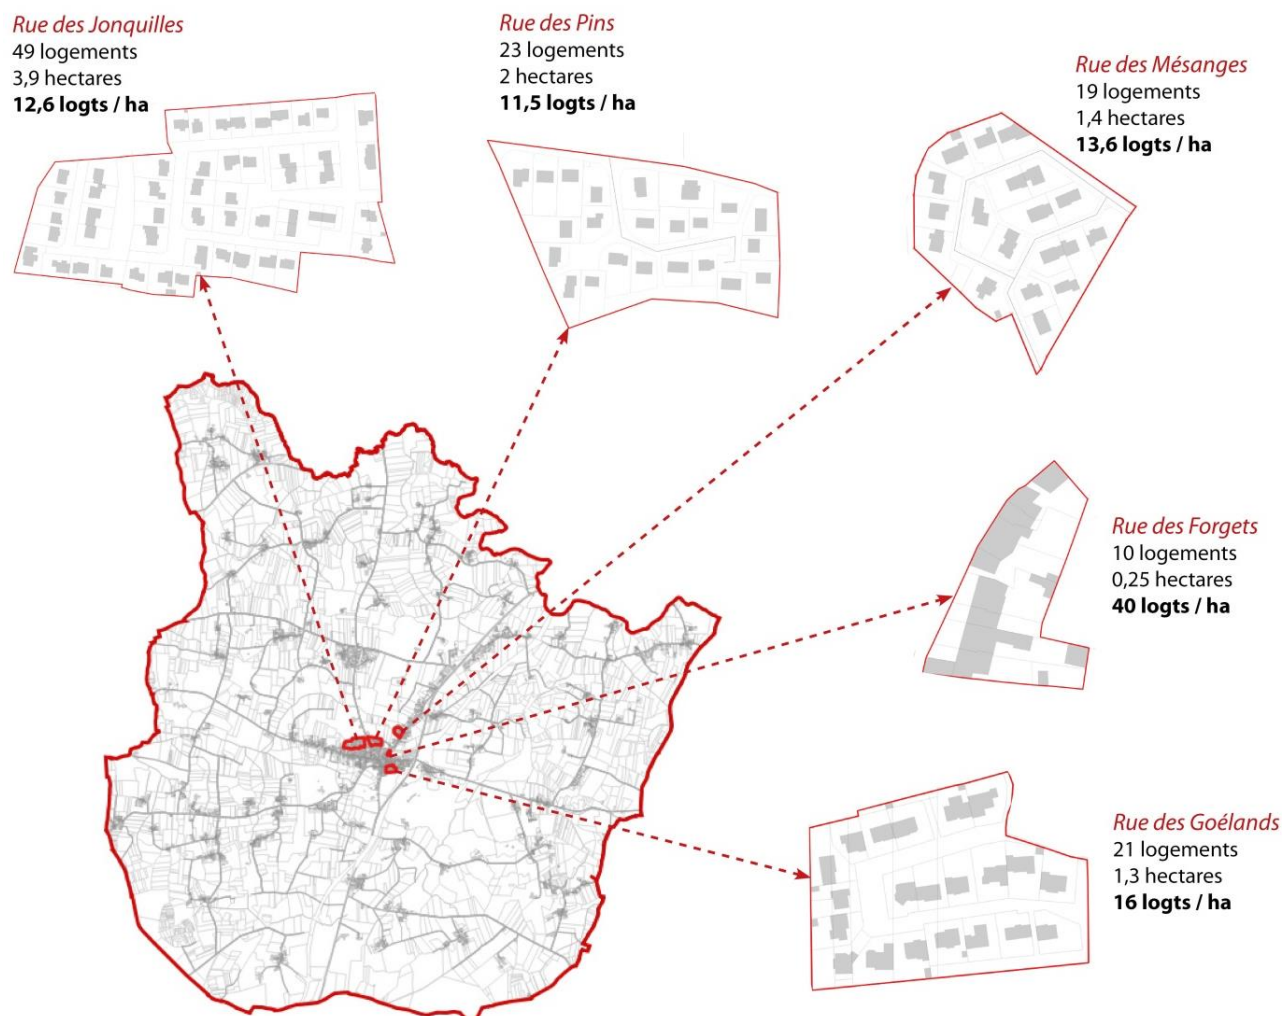 Rue des Jonquilles
49 logements
3,9 hectares
12,6 logts / ha
Rue des Pins
23 logements
2 hectares
11,5 logts / ha
Rue des Mésanges
19 logements
1,4 hectares
13,6 logts / ha
Rue des Forgets
10 logements
0,25 hectares
40 logts / ha
Rue des Goélands
21 logements
1,3 hectares
16 logts / ha